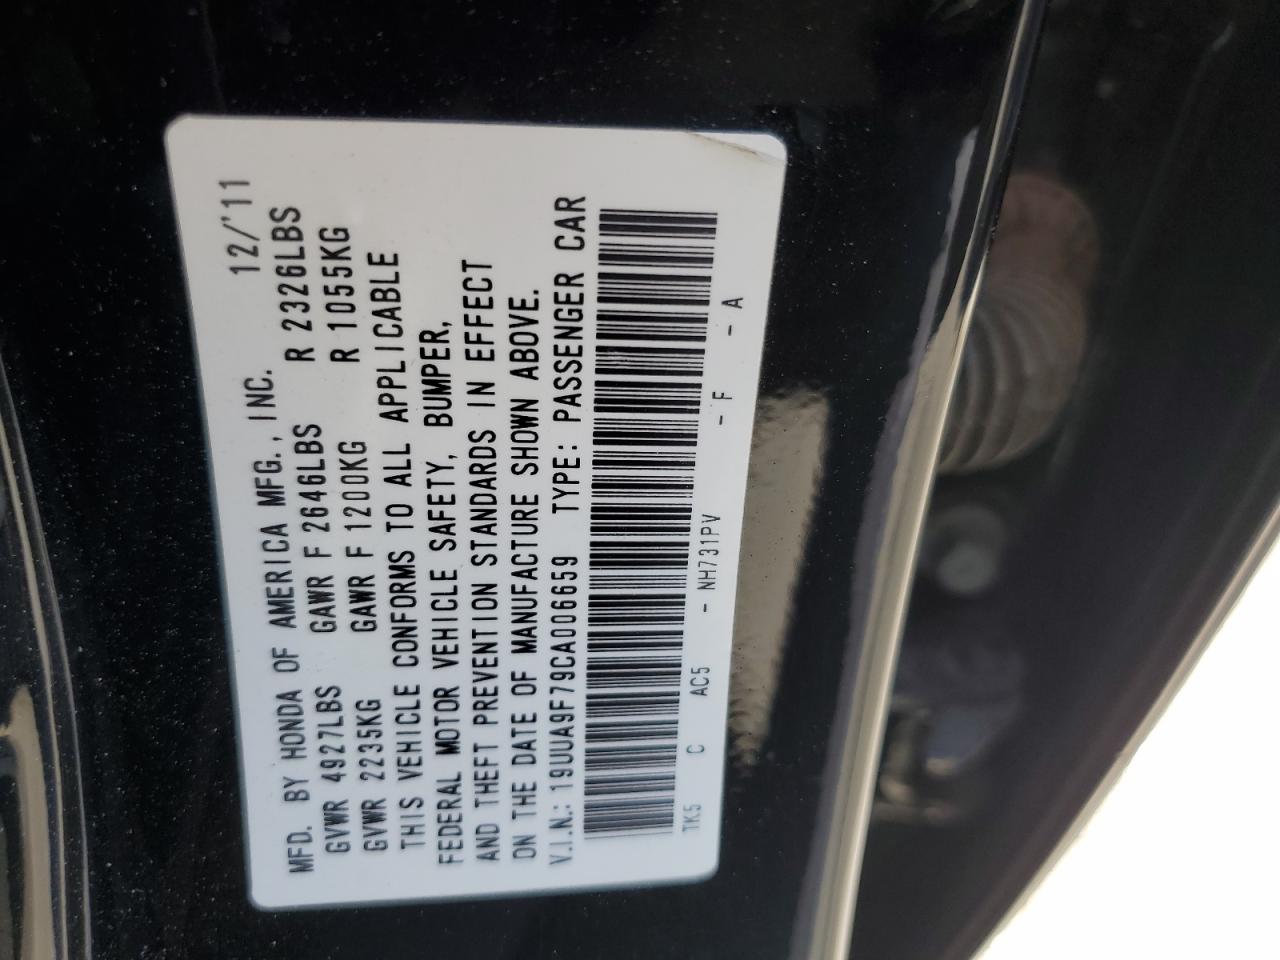 MFD. BY HONDA OF AMERICA MFG., INC. 12/'11
GVWR 4927LBS GAWR F 2646LBS R 2326LBS
GVWR 2235KG GAWR F 1200KG R 1055KG
THIS VEHICLE CONFORMS TO ALL APPLICABLE
FEDERAL MOTOR VEHICLE SAFETY, BUMPER,
AND THEFT PREVENTION STANDARDS IN EFFECT
ON THE DATE OF MANUFACTURE SHOWN ABOVE.
V.I.N.: 19UUA9F79CA006659 TYPE: PASSENGER CAR
TK5 C AC5 - NH731PV - F - A